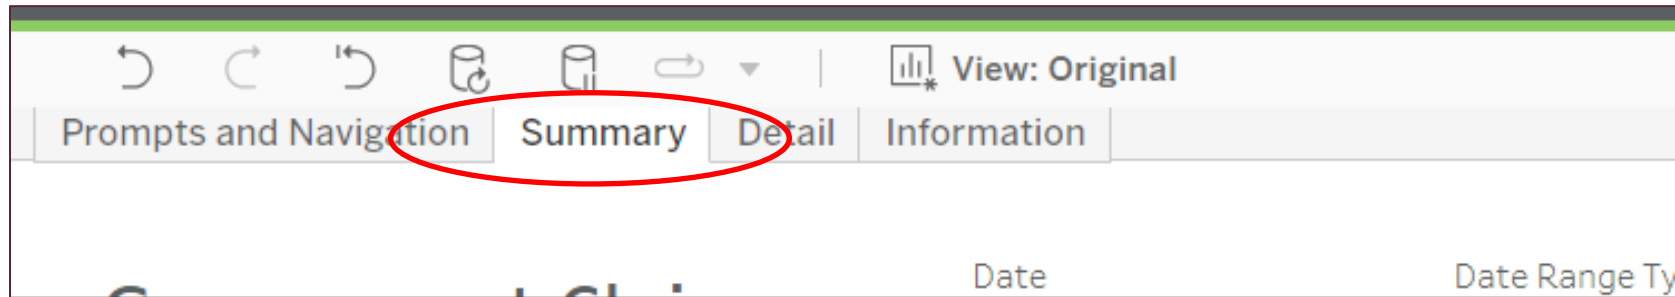 View: Original
Prompts and Navigation Summary Detail Information
Date Date Range Ty